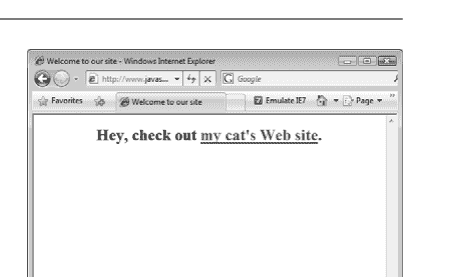 Welcome to our site - Windows Internet Explorer
http://www.javas...
Google
Favorites
Welcome to our site
Emulate IE7
Page
Hey, check out my cat's Web site.